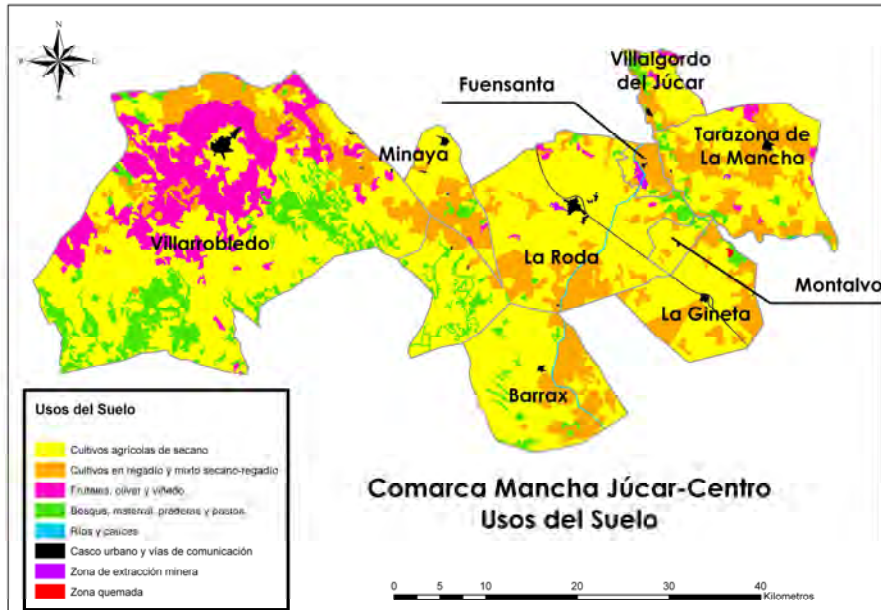 N
Villalgordo
del Júcar
Fuensanta
Tarazona de
La Mancha
Minaya
Villarrobledo
La Roda
Montalvo
La Gineta
Barrax
Usos del Suelo
Cultivos agrícolas de secano
Cultivos en regadío y mixto secano-regadío
Frutales, olivar y viñedo
Bosque, matorral, praderas y pastos
Ríos y cauces
Casco urbano y vías de comunicación
Zona de extracción minera
Zona quemada
Comarca Mancha Júcar-Centro
Usos del Suelo
0 5 10 20 30 40
Kilometros